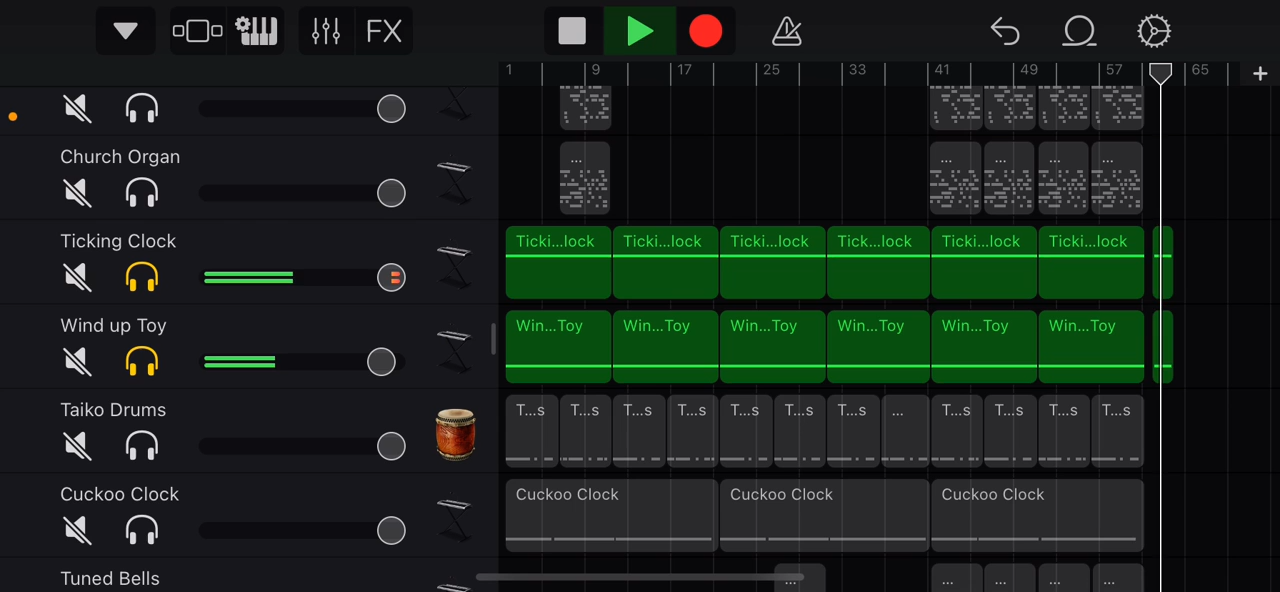 FX
1 9 17 25 33 41 49 57 65 +
... ... ... ... ...
Church Organ
Ticking Clock
Ticki...lock Ticki...lock Ticki...lock Tick...lock Ticki...lock Ticki...lock
Wind up Toy
Win...Toy Win...Toy Win...Toy Win...Toy Win...Toy Win...Toy
Taiko Drums
T...s T...s T...s T...s T...s T...s T...s ... T...s T...s T...s T...s
Cuckoo Clock
Cuckoo Clock Cuckoo Clock Cuckoo Clock
Tuned Bells
... ... ... ... ...